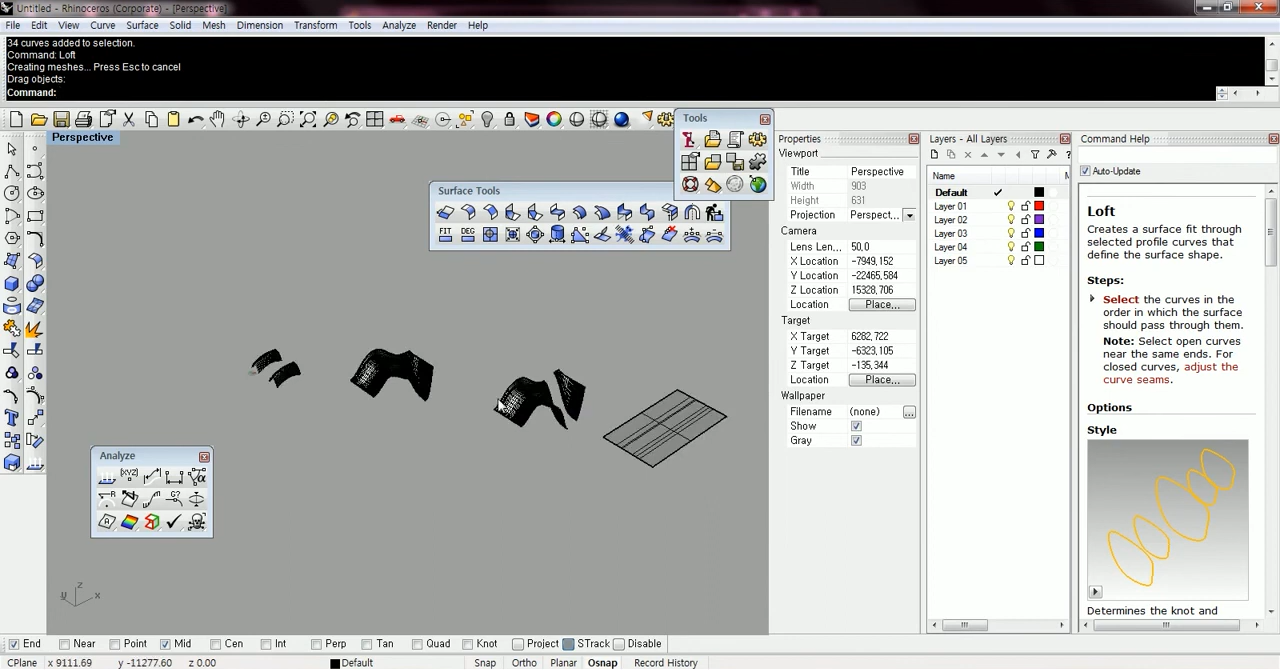 Untitled - Rhinoceros (Corporate) - [Perspective]
File Edit View Curve Surface Solid Mesh Dimension Transform Tools Analyze Render Help
34 curves added to selection.
Command: Loft
Creating meshes... Press Esc to cancel
Drag objects:
Command:
Perspective
Tools
Surface Tools
FIT DEG
Analyze
Properties
Viewport
Title Perspective
Width 903
Height 631
Projection Perspect...
Camera
Lens Len... 50,0
X Location -7949,152
Y Location -22465,584
Z Location 15328,706
Location Place...
Target
X Target 6282,722
Y Target -6323,105
Z Target -135,344
Location Place...
Wallpaper
Filename (none) ...
Show
Gray
Layers - All Layers
Name
Default
Layer 01
Layer 02
Layer 03
Layer 04
Layer 05
Command Help
Auto-Update
Loft
Creates a surface fit through
selected profile curves that
define the surface shape.
Steps:
Select the curves in the
order in which the surface
should pass through them.
Note: Select open curves
near the same ends. For
closed curves, adjust the
curve seams.
Options
Style
Determines the knot and
z
y x
End Near Point Mid Cen Int Perp Tan Quad Knot Project STrack Disable
CPlane x 9111.69 y -11277.60 z 0.00 Default Snap Ortho Planar Osnap Record History